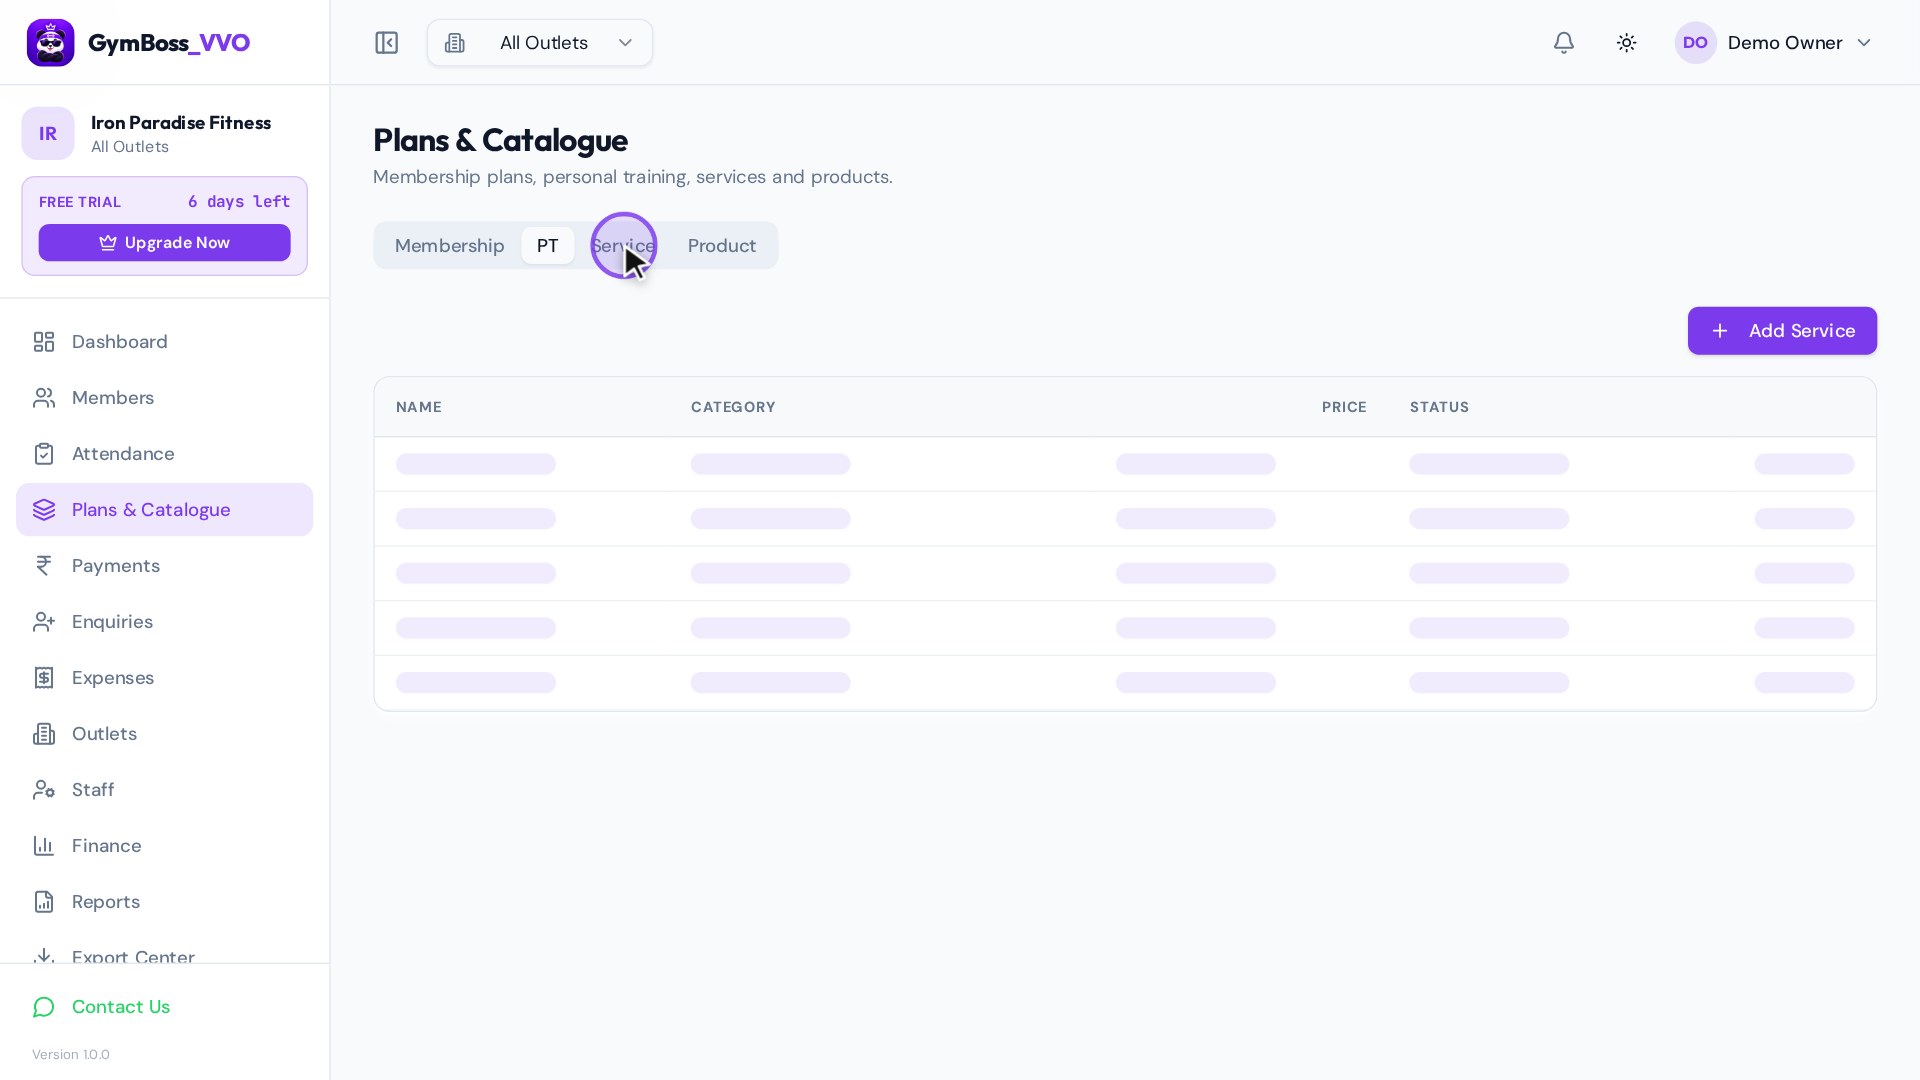 GymBoss_VVO
All Outlets
DO
Demo Owner
IR
Iron Paradise Fitness
All Outlets
FREE TRIAL
6 days left
Upgrade Now
Dashboard
Members
Attendance
Plans & Catalogue
Payments
Enquiries
Expenses
Outlets
Staff
Finance
Reports
Export Center
Contact Us
Version 1.0.0
Plans & Catalogue
Membership plans, personal training, services and products.
Membership PT Service Product
Add Service
NAME CATEGORY PRICE STATUS